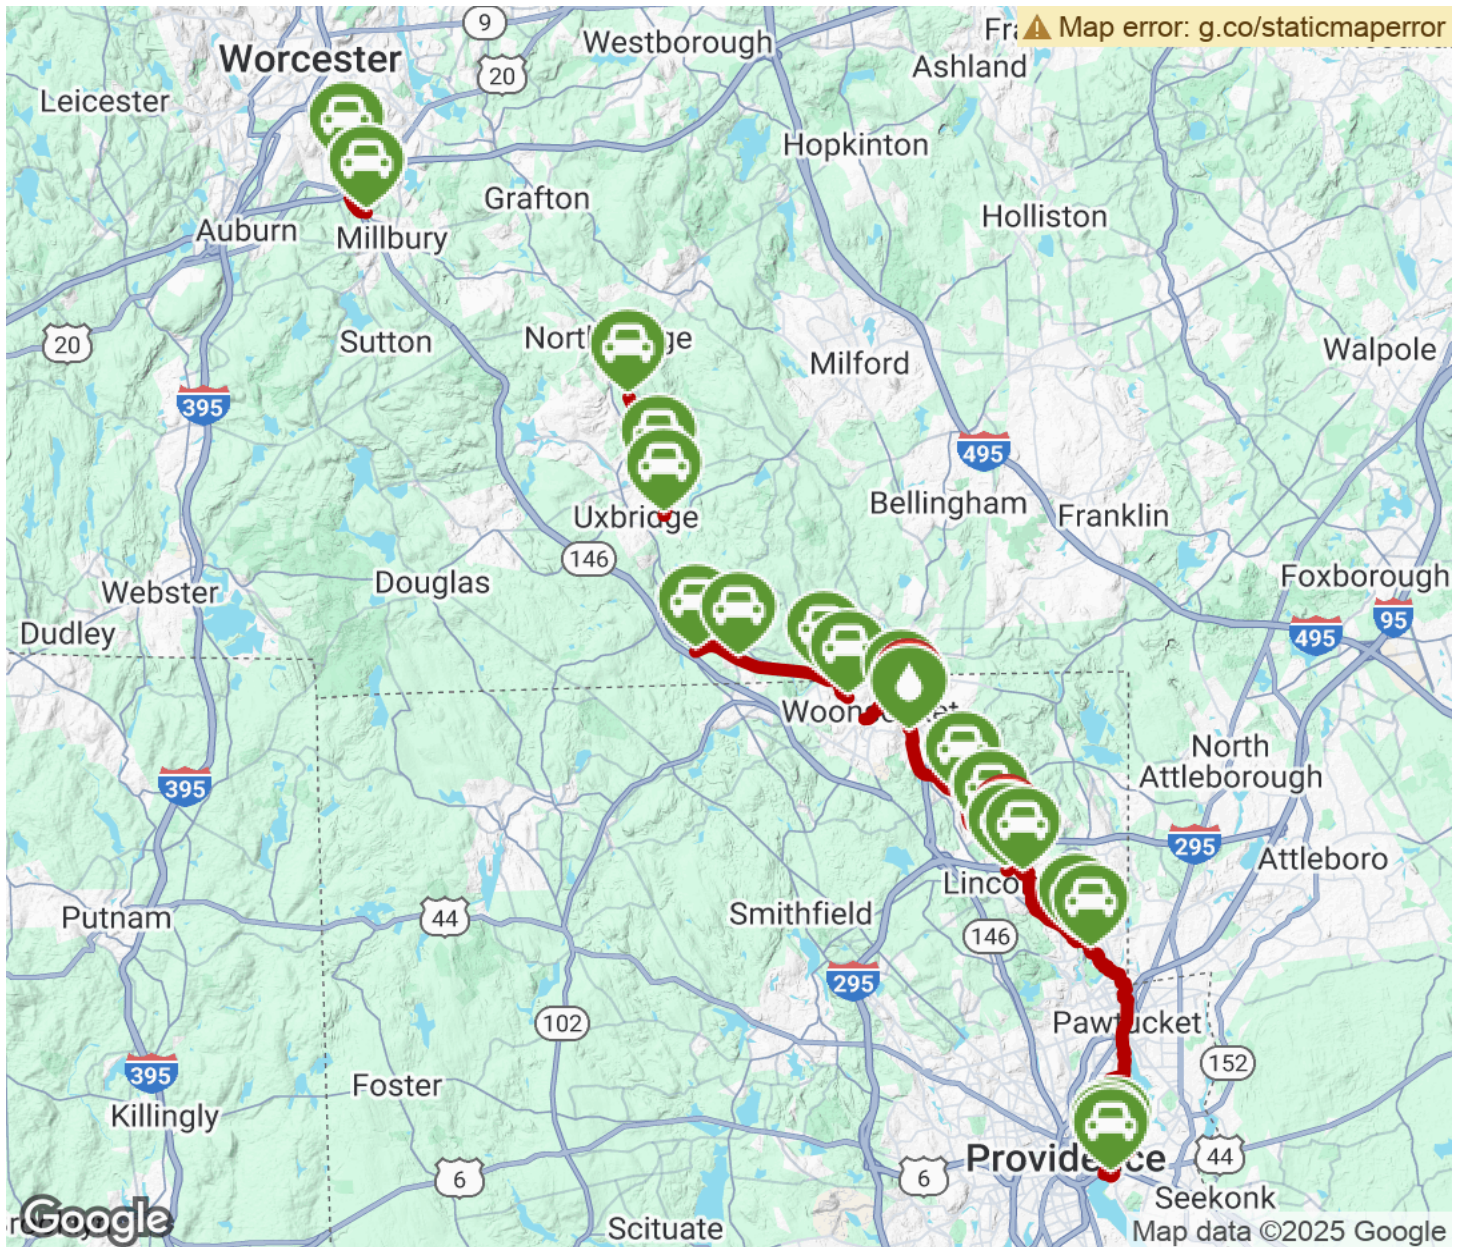 9
Westborough
Map error: g.co/staticmaperror
Worcester
20
Ashland
Leicester
Hopkinton
Grafton
Holliston
Auburn
Millbury
20
Sutton
Milford
Walpole
395
495
Bellingham
Franklin
Uxbridge
146
Douglas
Webster
Foxborough
Dudley
95
495
North
Attleborough
395
295
Attleboro
Smithfield
44
Putnam
146
295
102
Pawtucket
152
395
Foster
Killingly
Providence
44
6
6
Seekonk
Google
Scituate
Map data ©2025 Google